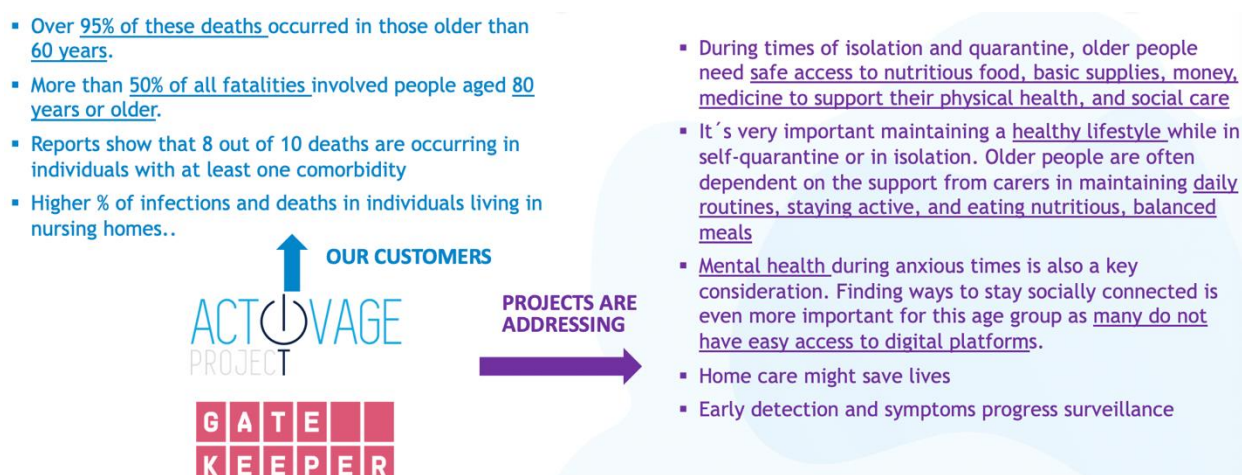 ▪ Over 95% of these deaths occurred in those older than
60 years.
▪ More than 50% of all fatalities involved people aged 80
years or older.
▪ Reports show that 8 out of 10 deaths are occurring in
individuals with at least one comorbidity
▪ Higher % of infections and deaths in individuals living in
nursing homes..
OUR CUSTOMERS
ACTIVAGE
PROJECT
GATE
KEEPER
PROJECTS ARE
ADDRESSING
▪ During times of isolation and quarantine, older people
need safe access to nutritious food, basic supplies, money,
medicine to support their physical health, and social care
▪ It´s very important maintaining a healthy lifestyle while in
self-quarantine or in isolation. Older people are often
dependent on the support from carers in maintaining daily
routines, staying active, and eating nutritious, balanced
meals
▪ Mental health during anxious times is also a key
consideration. Finding ways to stay socially connected is
even more important for this age group as many do not
have easy access to digital platforms.
▪ Home care might save lives
▪ Early detection and symptoms progress surveillance